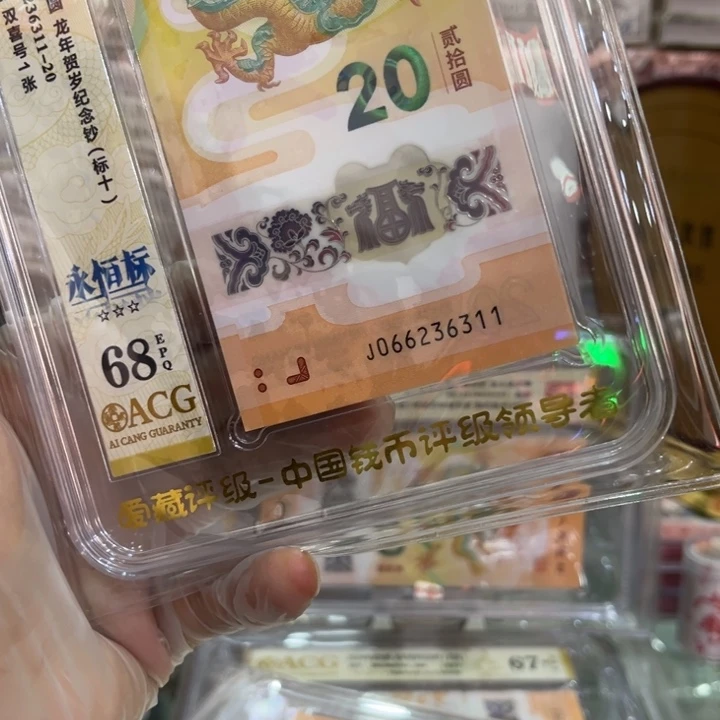 圆 龙年贺岁纪念钞(标十)
36311-20
双喜号1张
永恒标
☆☆☆
68 EPQ
ACG
AI CANG GUARANTY
贰拾圆
20
J066236311
爱藏评级-中国钱币评级领导者
ACG
67